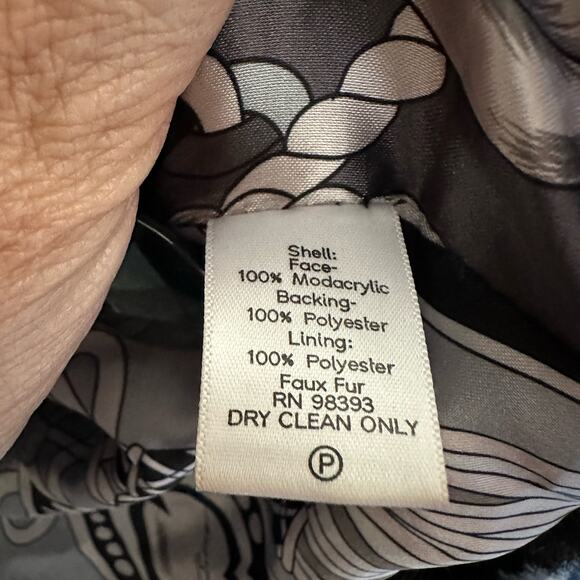 Shell:
Face-
100% Modacrylic
Backing-
100% Polyester
Lining:
100% Polyester
Faux Fur
RN 98393
DRY CLEAN ONLY
P